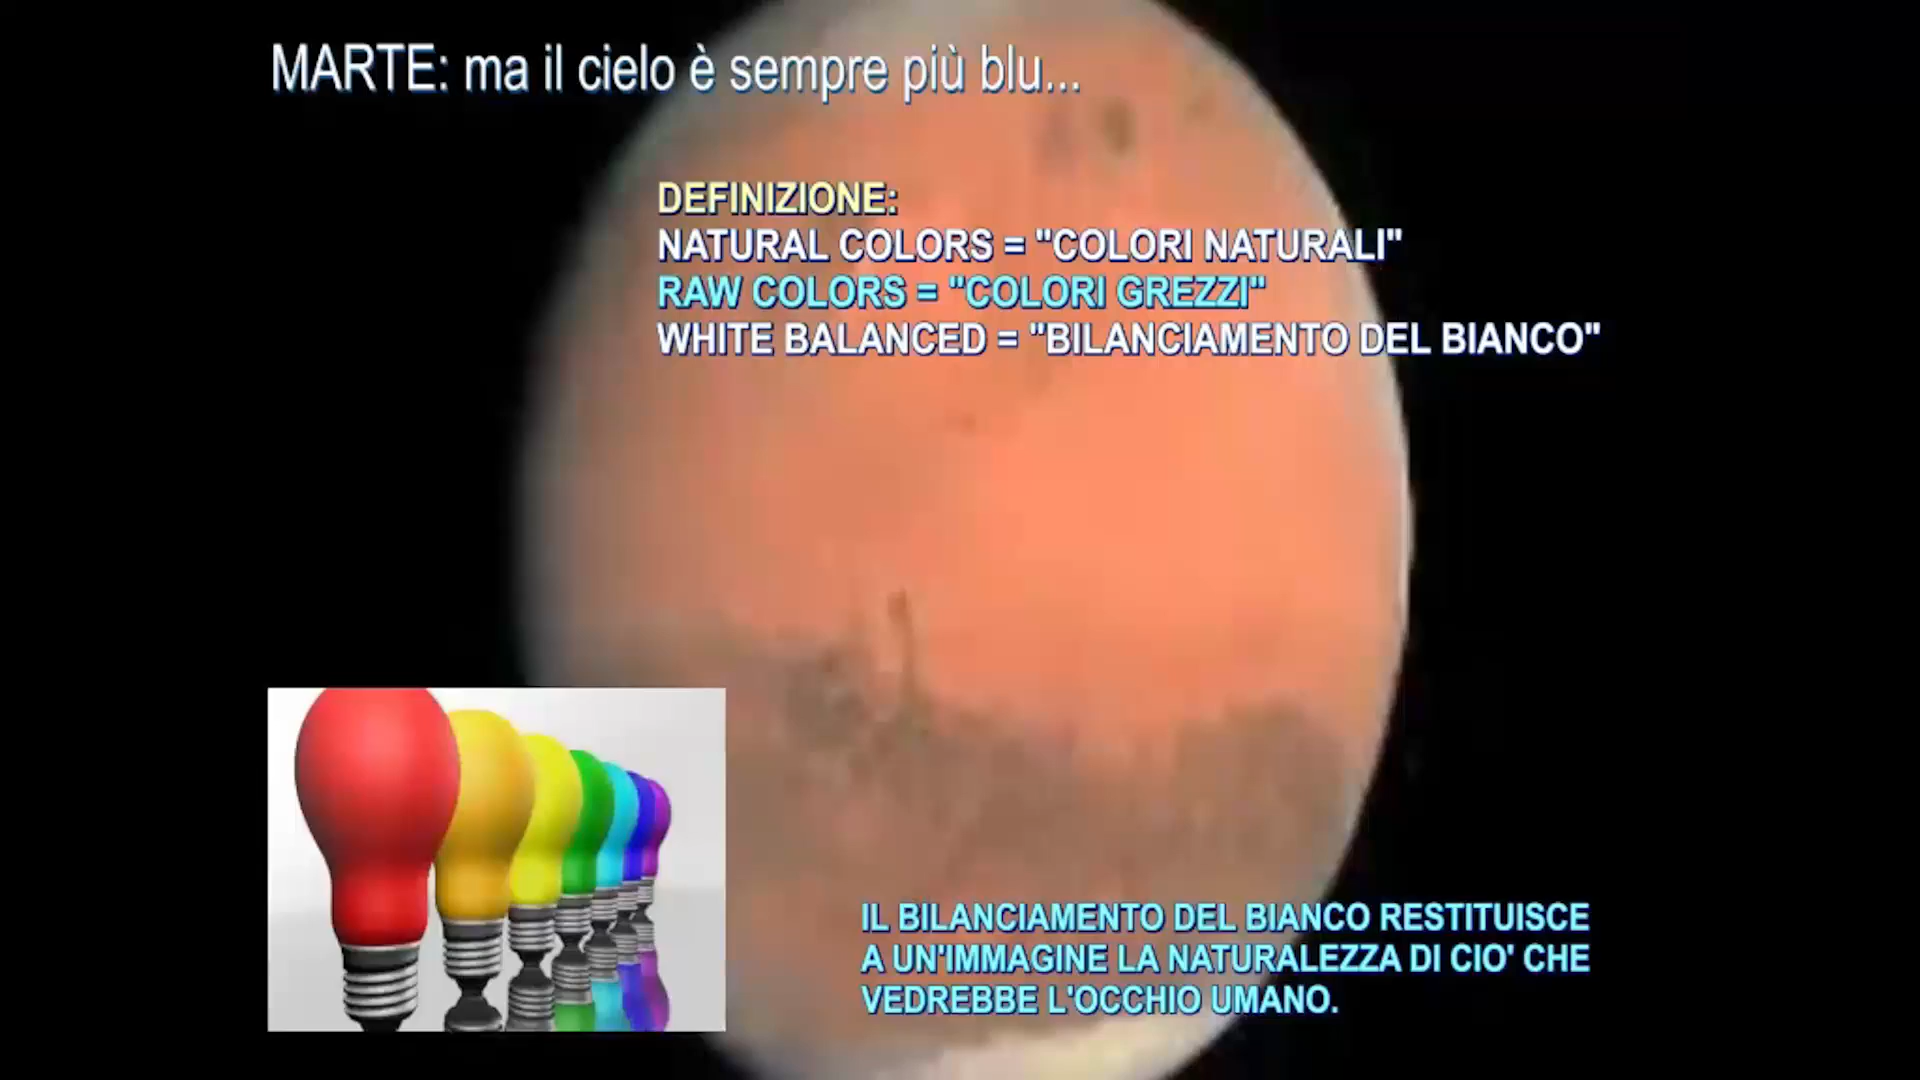 MARTE: ma il cielo è sempre più blu...
DEFINIZIONE:
NATURAL COLORS = "COLORI NATURALI"
RAW COLORS = "COLORI GREZZI"
WHITE BALANCED = "BILANCIAMENTO DEL BIANCO"
IL BILANCIAMENTO DEL BIANCO RESTITUISCE
A UN'IMMAGINE LA NATURALEZZA DI CIO' CHE
VEDREBBE L'OCCHIO UMANO.